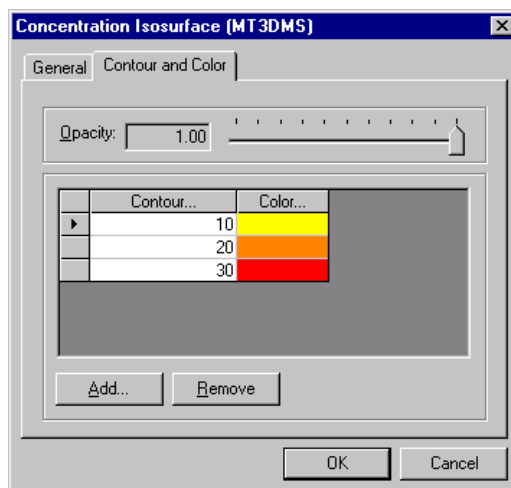 Concentration Isosurface (MT3DMS)
General Contour and Color
Opacity: 1.00
Contour... Color...
10
20
30
Add... Remove
OK Cancel